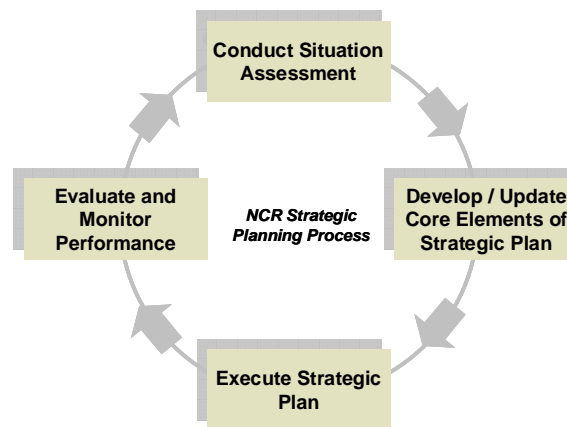 Conduct Situation
Assessment
Evaluate and
Monitor
Performance
NCR Strategic
Planning Process
Develop / Update
Core Elements of
Strategic Plan
Execute Strategic
Plan